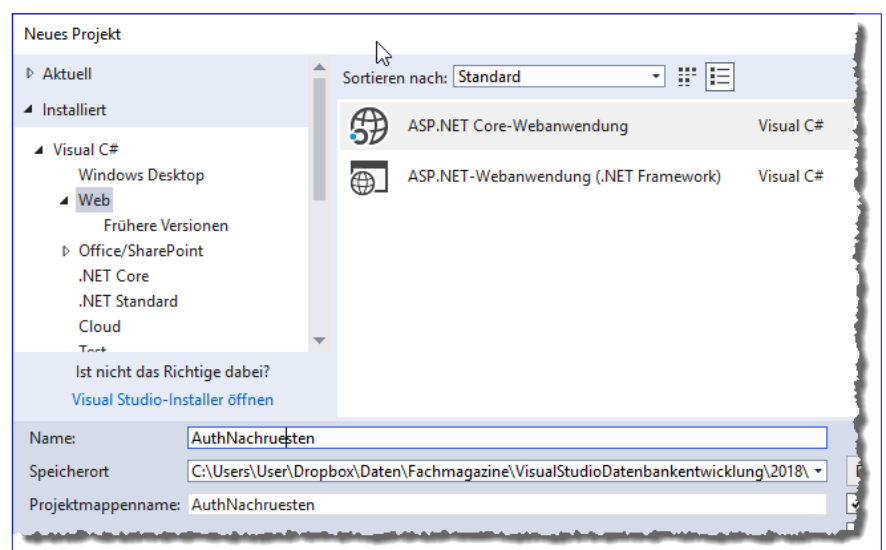 Neues Projekt
Aktuell
Installiert
Visual C#
Windows Desktop
Web
Frühere Versionen
Office/SharePoint
.NET Core
.NET Standard
Cloud
Test
Ist nicht das Richtige dabei?
Visual Studio-Installer öffnen
Sortieren nach: Standard
ASP.NET Core-Webanwendung Visual C#
ASP.NET-Webanwendung (.NET Framework) Visual C#
Name: AuthNachruesten
Speicherort C:\Users\User\Dropbox\Daten\Fachmagazine\VisualStudioDatenbankentwicklung\2018\
Projektmappenname: AuthNachruesten